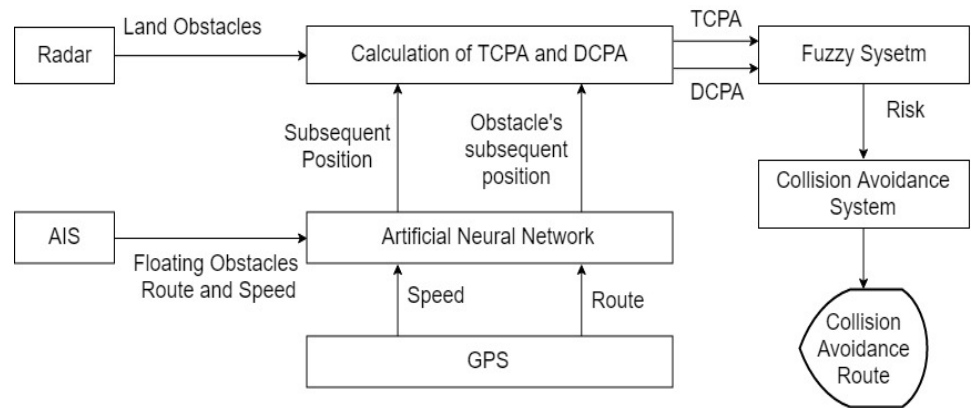 Radar
Land Obstacles
Calculation of TCPA and DCPA
TCPA
DCPA
Fuzzy Sysetm
Risk
Subsequent
Position
Obstacle's
subsequent
position
Collision Avoidance
System
AIS
Floating Obstacles
Route and Speed
Artificial Neural Network
Speed
Route
GPS
Collision
Avoidance
Route